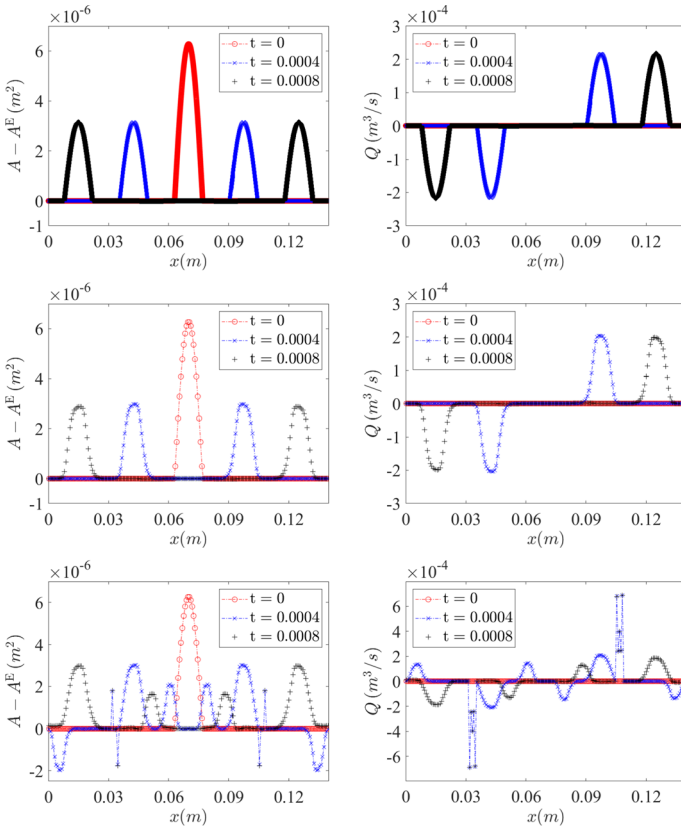 ×10⁻⁶
6
4
2
0
-1
A − Aᴱ (m²)
t = 0
t = 0.0004
t = 0.0008
0 0.03 0.06 0.09 0.12
x(m)
×10⁻⁴
3
2
1
0
-1
-2
-3
Q (m³/s)
t = 0
t = 0.0004
t = 0.0008
0 0.03 0.06 0.09 0.12
x(m)
×10⁻⁶
6
4
2
0
-1
A − Aᴱ (m²)
t = 0
t = 0.0004
t = 0.0008
0 0.03 0.06 0.09 0.12
x(m)
×10⁻⁴
3
2
1
0
-1
-2
-3
Q (m³/s)
t = 0
t = 0.0004
t = 0.0008
0 0.03 0.06 0.09 0.12
x(m)
×10⁻⁶
6
4
2
0
-2
A − Aᴱ (m²)
t = 0
t = 0.0004
t = 0.0008
0 0.03 0.06 0.09 0.12
x(m)
×10⁻⁴
6
4
2
0
-2
-4
-6
Q (m³/s)
t = 0
t = 0.0004
t = 0.0008
0 0.03 0.06 0.09 0.12
x(m)